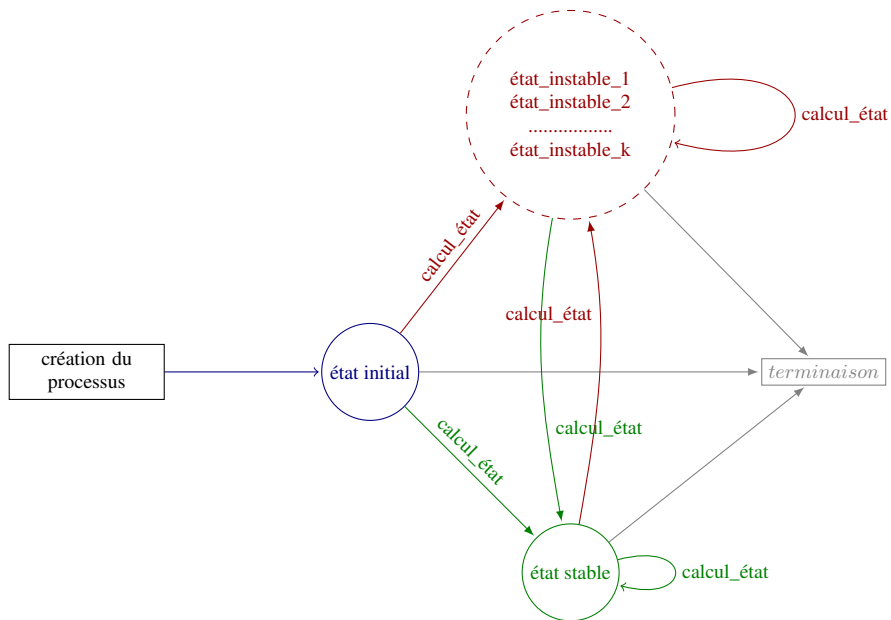 état_instable_1
état_instable_2
.................
état_instable_k
calcul_état
calcul_état
calcul_état
création du
processus
état initial
terminaison
calcul_état
calcul_état
état stable
calcul_état